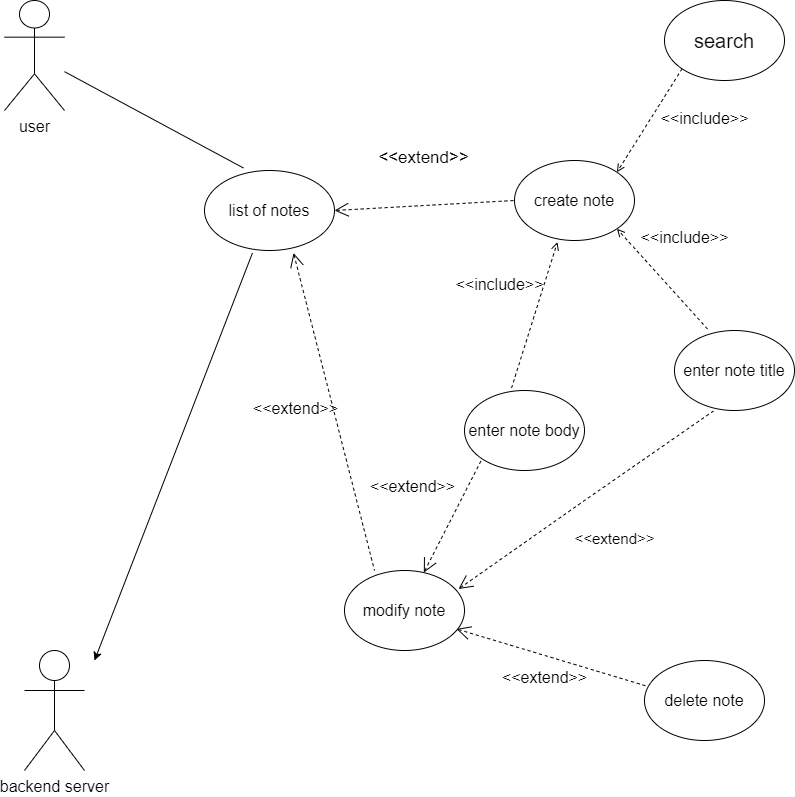 search
<<include>>
user
<<extend>>
create note
list of notes
<<include>>
<<include>>
enter note title
<<extend>>
enter note body
<<extend>>
<<extend>>
modify note
<<extend>>
delete note
backend server